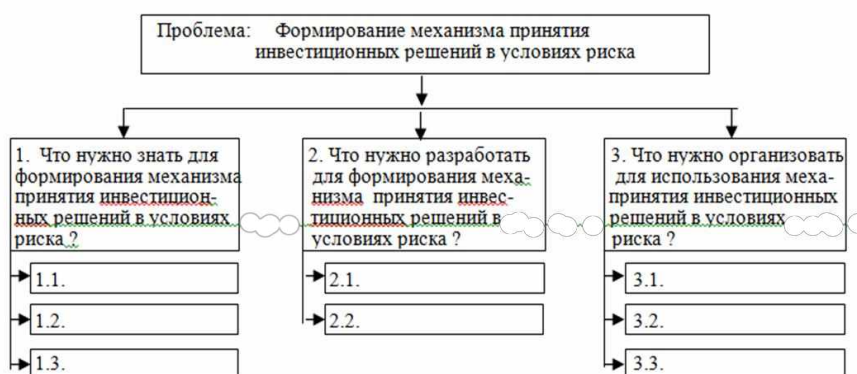 Проблема: Формирование механизма принятия
инвестиционных решений в условиях риска
1. Что нужно знать для
формирования механизма
принятия инвестицион-
ных решений в условиях
риска ?
1.1.
1.2.
1.3.
2. Что нужно разработать
для формирования меха-
низма принятия инвес-
тиционных решений в
условиях риска ?
2.1.
2.2.
3. Что нужно организовать
для использования меха-
принятия инвестиционных
решений в условиях
риска ?
3.1.
3.2.
3.3.